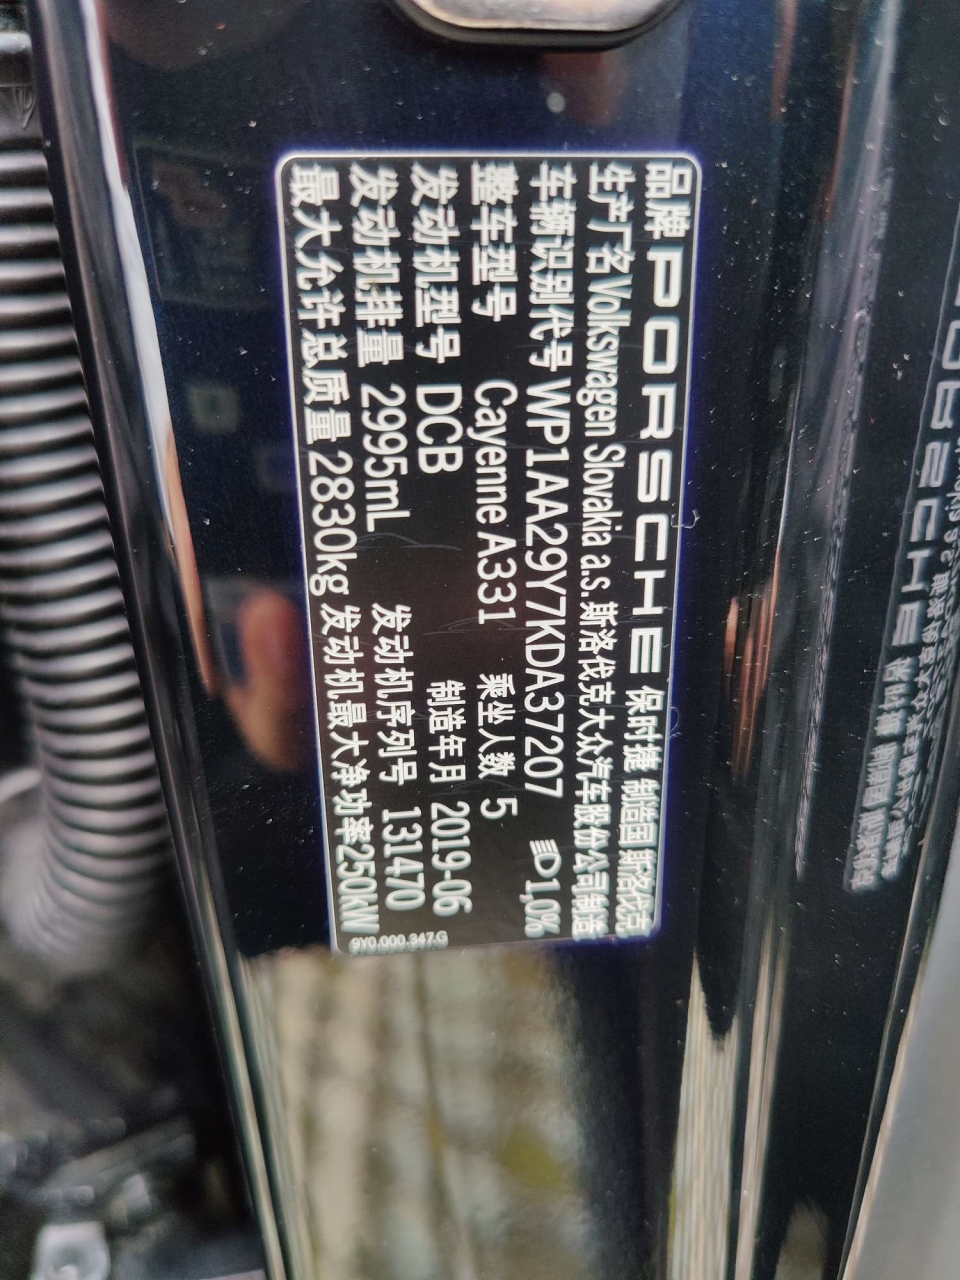 品牌 PORSCHE 保时捷 制造国 斯洛伐克
生产厂名 Volkswagen Slovakia a.s. 斯洛伐克大众汽车股份公司制造
车辆识别代号 WP1AA29Y7KDA37207 1,0%
整车型号 Cayenne A331 乘坐人数 5
发动机型号 DCB 制造年月 2019-06
发动机排量 2995mL 发动机序列号 131470
最大允许总质量 2830kg 发动机最大净功率250kW
9Y0.000.347.G